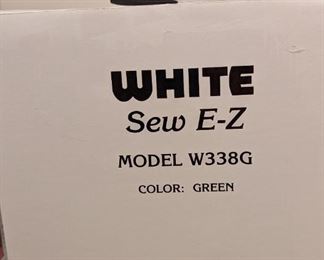 WHITE
Sew E-Z
MODEL W338G
COLOR: GREEN